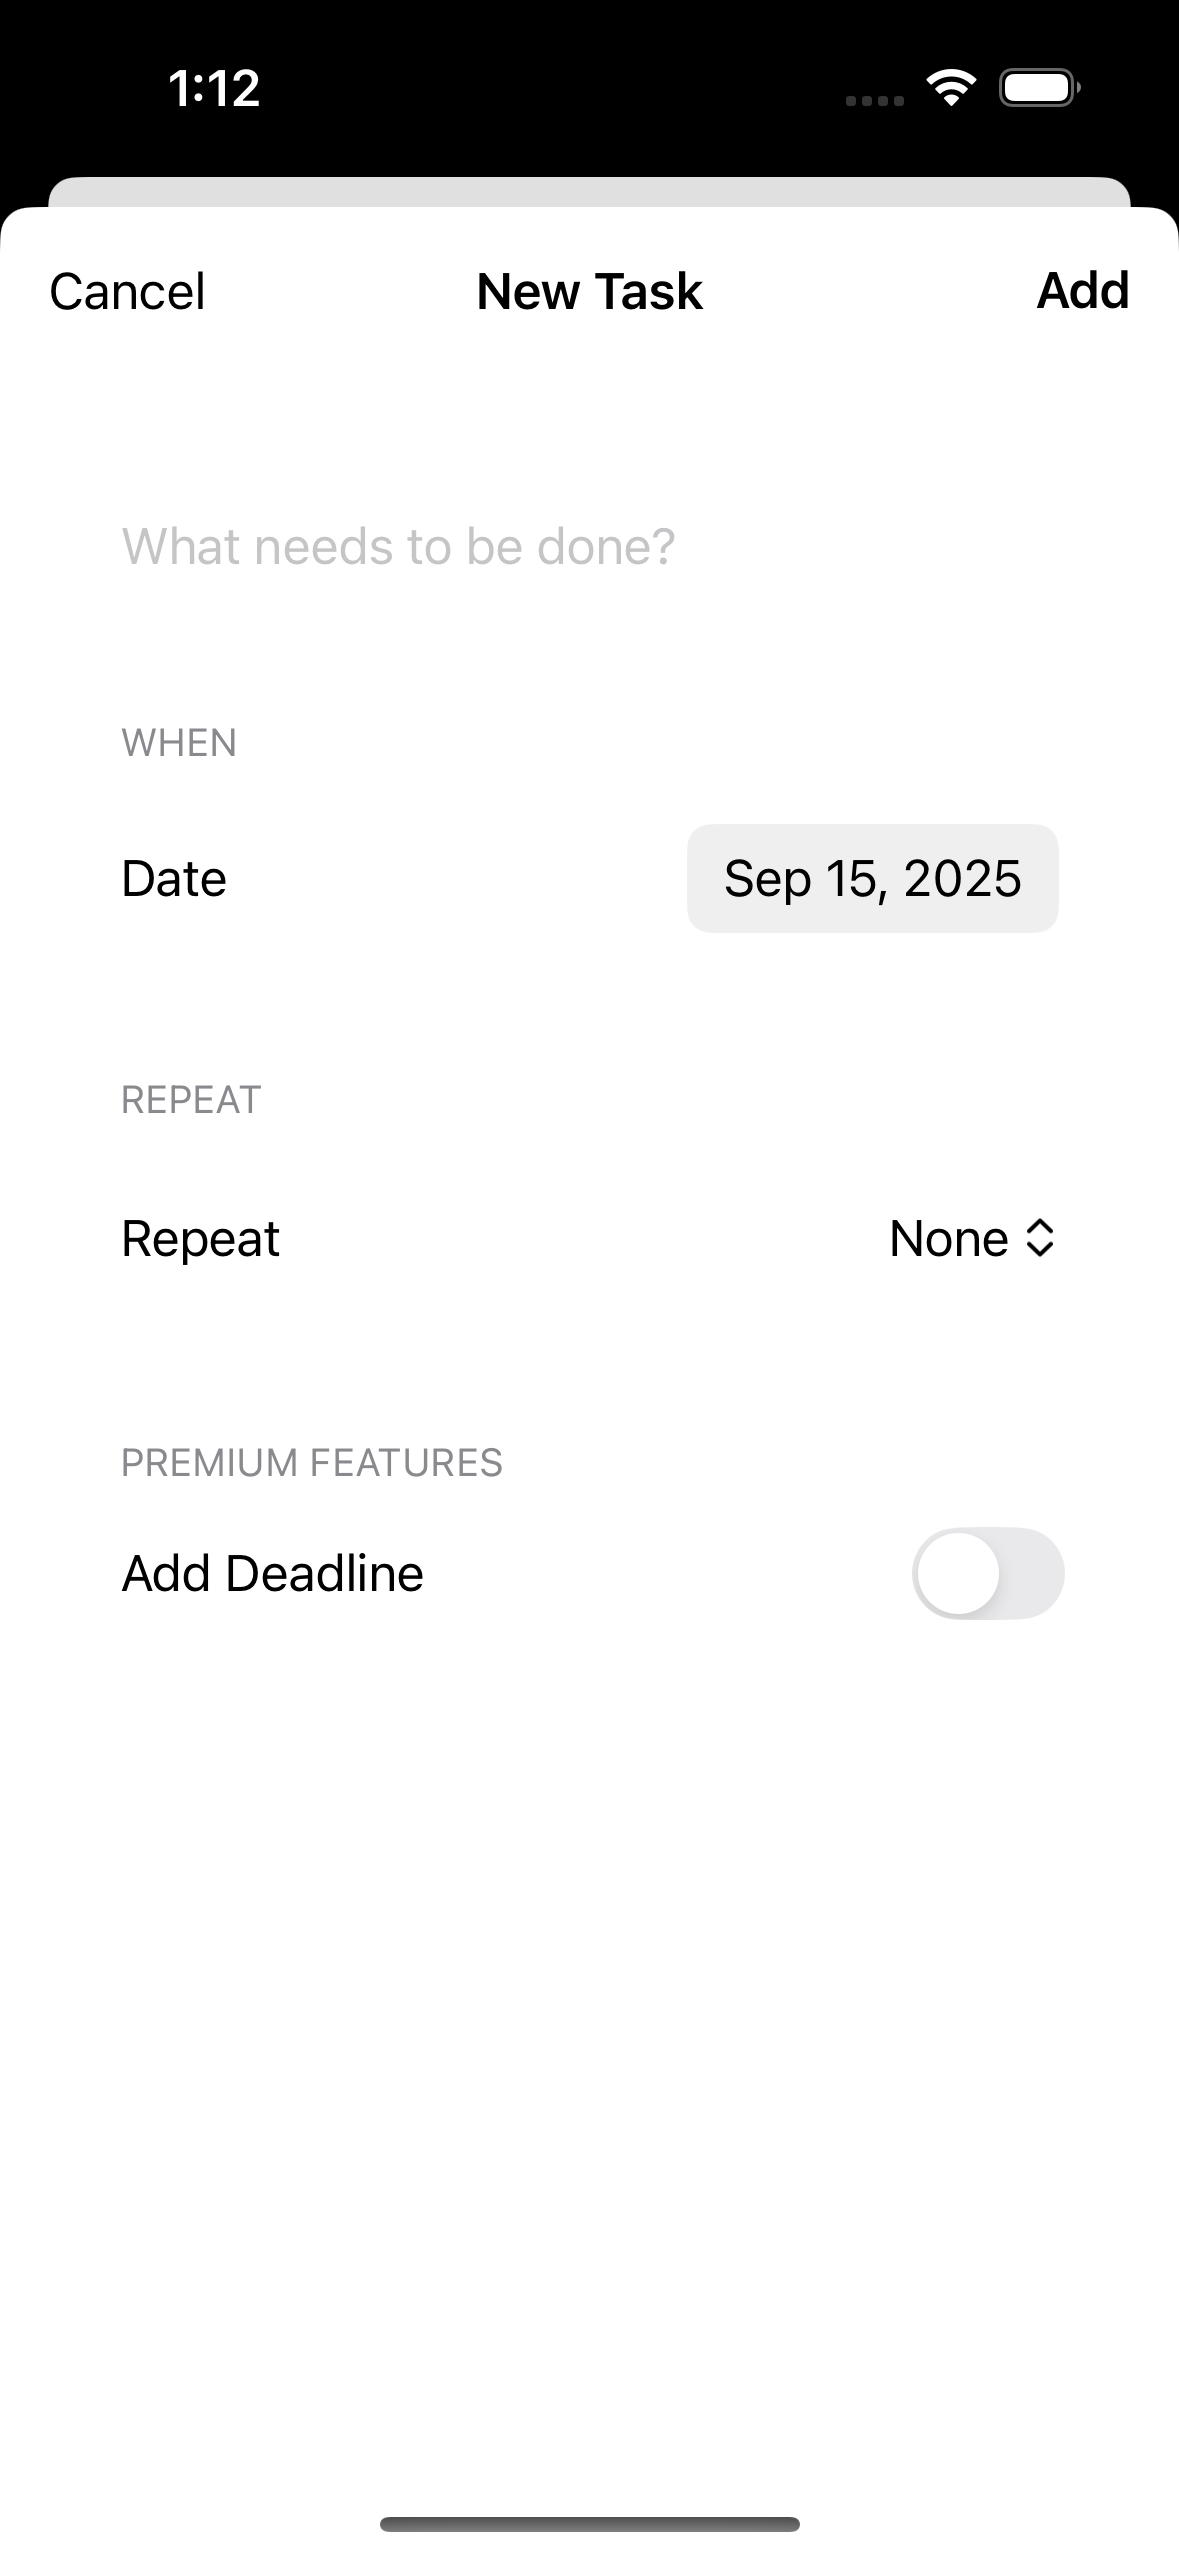 1:12
Cancel New Task Add
What needs to be done?
WHEN
Date Sep 15, 2025
REPEAT
Repeat None
PREMIUM FEATURES
Add Deadline